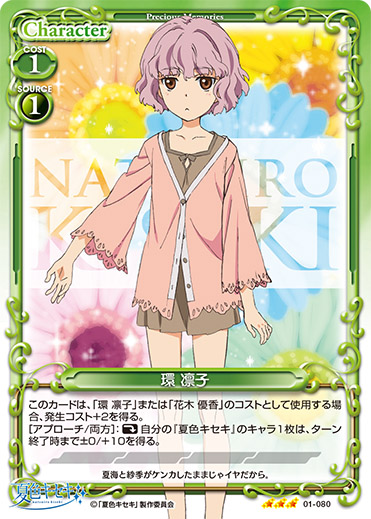 Precious Memories
Character
COST
1
SOURCE
1
NATSUIRO
KISEKI
環 凛子
このカードは、「環 凛子」または「花木 優香」のコストとして使用する場
合、発生コスト+2を得る。
[アプローチ/両方]: 自分の『夏色キセキ』のキャラ1枚は、ターン
終了時まで±0/+10を得る。
夏海と紗季がケンカしたままじゃイヤだから。
夏色キセキ
©「夏色キセキ」製作委員会
01-080